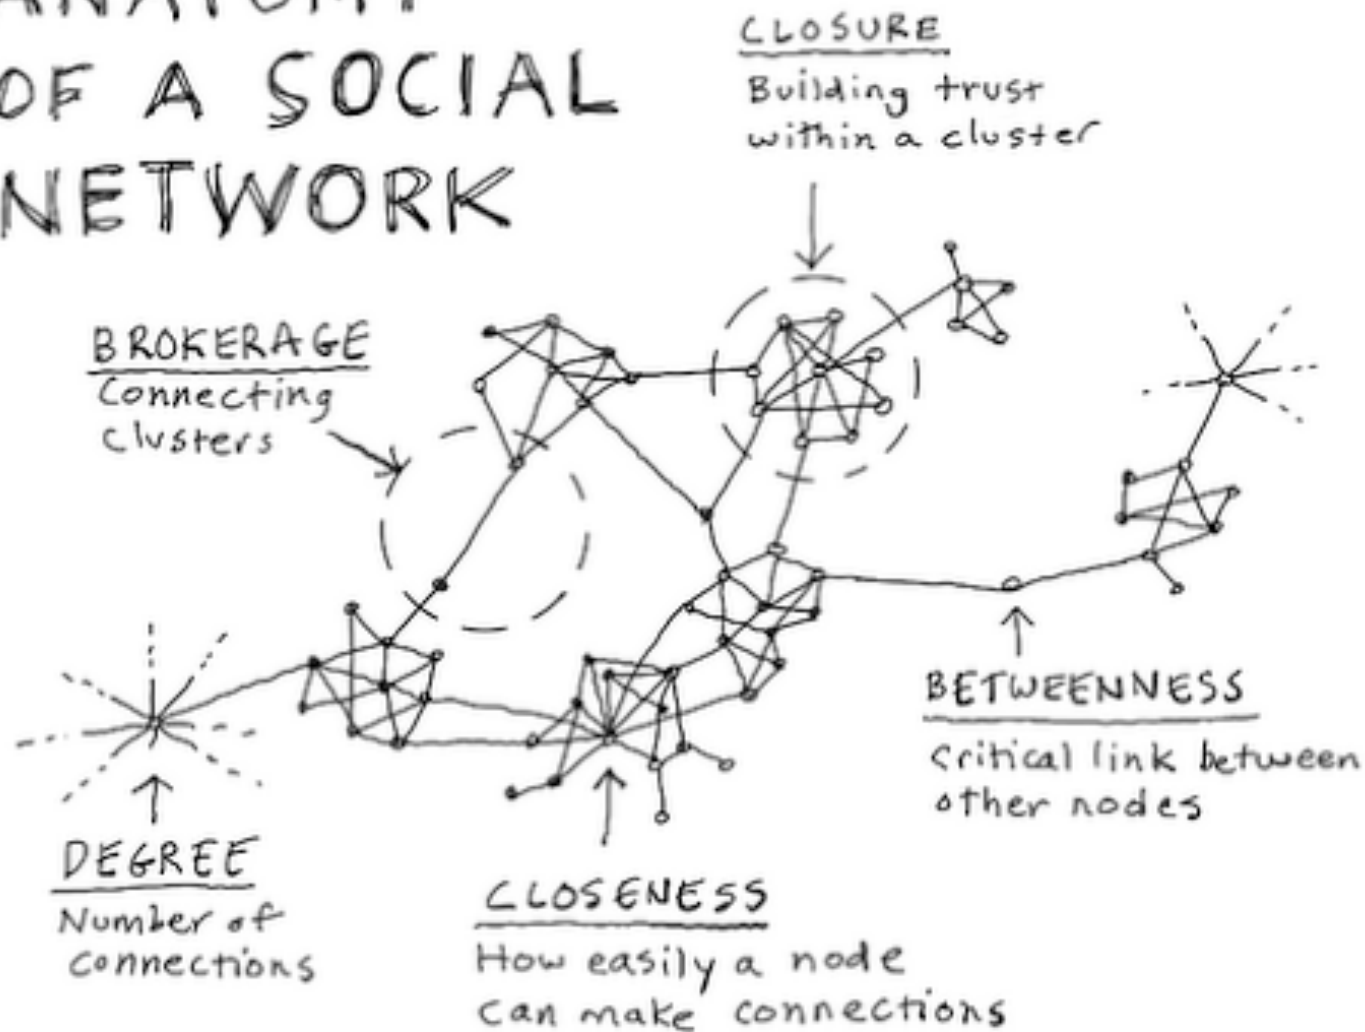 ANATOMY
OF A SOCIAL
NETWORK
CLOSURE
Building trust
within a cluster
BROKERAGE
Connecting
clusters
BETWEENNESS
Critical link between
other nodes
DEGREE
Number of
connections
CLOSENESS
How easily a node
can make connections